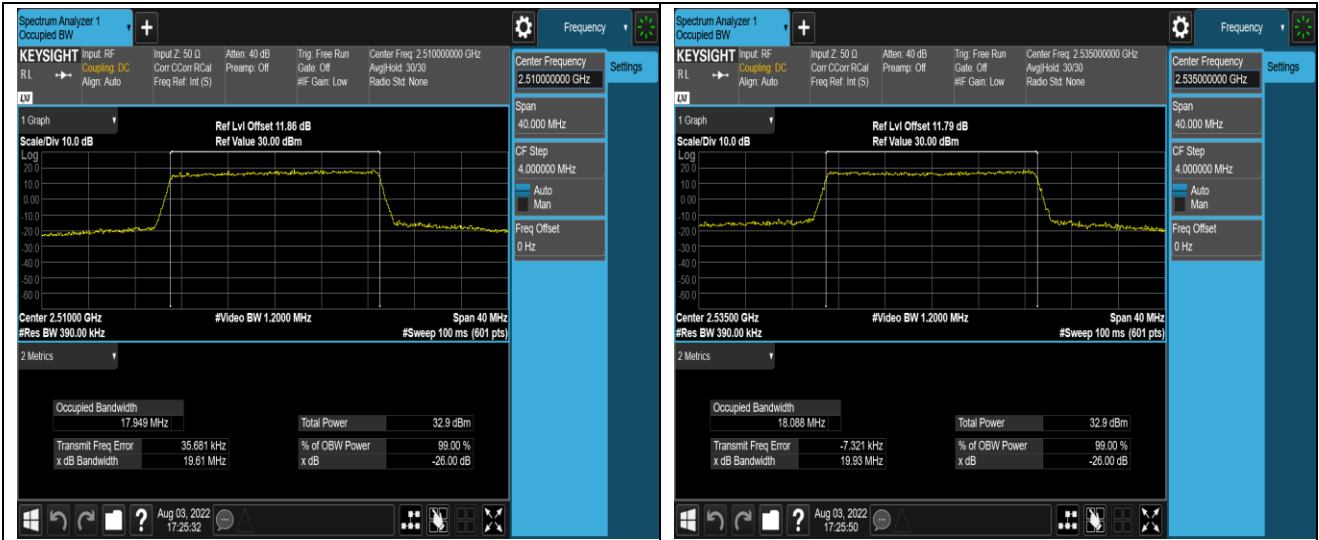 Spectrum Analyzer 1
Occupied BW
+
Frequency
KEYSIGHT Input: RF
Coupling: DC
Align: Auto
RL
LXI
Input Z: 50 Ω
Corr CCorr RCal
Freq Ref: Int (S)
Atten: 40 dB
Preamp: Off
Trig: Free Run
Gate: Off
#IF Gain: Low
Center Freq: 2.510000000 GHz
Avg|Hold: 30/30
Radio Std: None
Center Frequency
2.510000000 GHz
Settings
Span
40.000 MHz
CF Step
4.000000 MHz
Auto
Man
Freq Offset
0 Hz
1 Graph
Scale/Div 10.0 dB
Ref Lvl Offset 11.86 dB
Ref Value 30.00 dBm
Log
20.0
10.0
0.00
-10.0
-20.0
-30.0
-40.0
-50.0
-60.0
Center 2.51000 GHz
#Res BW 390.00 kHz
#Video BW 1.2000 MHz
Span 40 MHz
#Sweep 100 ms (601 pts)
2 Metrics
Occupied Bandwidth
17.949 MHz
Total Power 32.9 dBm
Transmit Freq Error 35.681 kHz
% of OBW Power 99.00 %
x dB Bandwidth 19.61 MHz
x dB -26.00 dB
?
Aug 03, 2022
17:25:32
Spectrum Analyzer 1
Occupied BW
+
Frequency
KEYSIGHT Input: RF
Coupling: DC
Align: Auto
RL
LXI
Input Z: 50 Ω
Corr CCorr RCal
Freq Ref: Int (S)
Atten: 40 dB
Preamp: Off
Trig: Free Run
Gate: Off
#IF Gain: Low
Center Freq: 2.535000000 GHz
Avg|Hold: 30/30
Radio Std: None
Center Frequency
2.535000000 GHz
Settings
Span
40.000 MHz
CF Step
4.000000 MHz
Auto
Man
Freq Offset
0 Hz
1 Graph
Scale/Div 10.0 dB
Ref Lvl Offset 11.79 dB
Ref Value 30.00 dBm
Log
20.0
10.0
0.00
-10.0
-20.0
-30.0
-40.0
-50.0
-60.0
Center 2.53500 GHz
#Res BW 390.00 kHz
#Video BW 1.2000 MHz
Span 40 MHz
#Sweep 100 ms (601 pts)
2 Metrics
Occupied Bandwidth
18.088 MHz
Total Power 32.9 dBm
Transmit Freq Error -7.321 kHz
% of OBW Power 99.00 %
x dB Bandwidth 19.93 MHz
x dB -26.00 dB
?
Aug 03, 2022
17:25:50